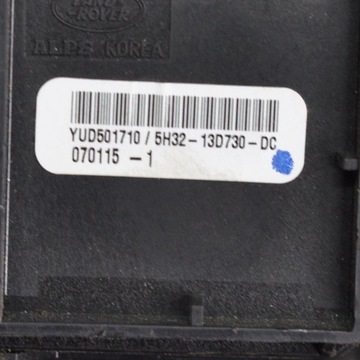 LAND
ROVER
ALPS KOREA
YUD501710 / 5H32-13D730-DC
070115 -1